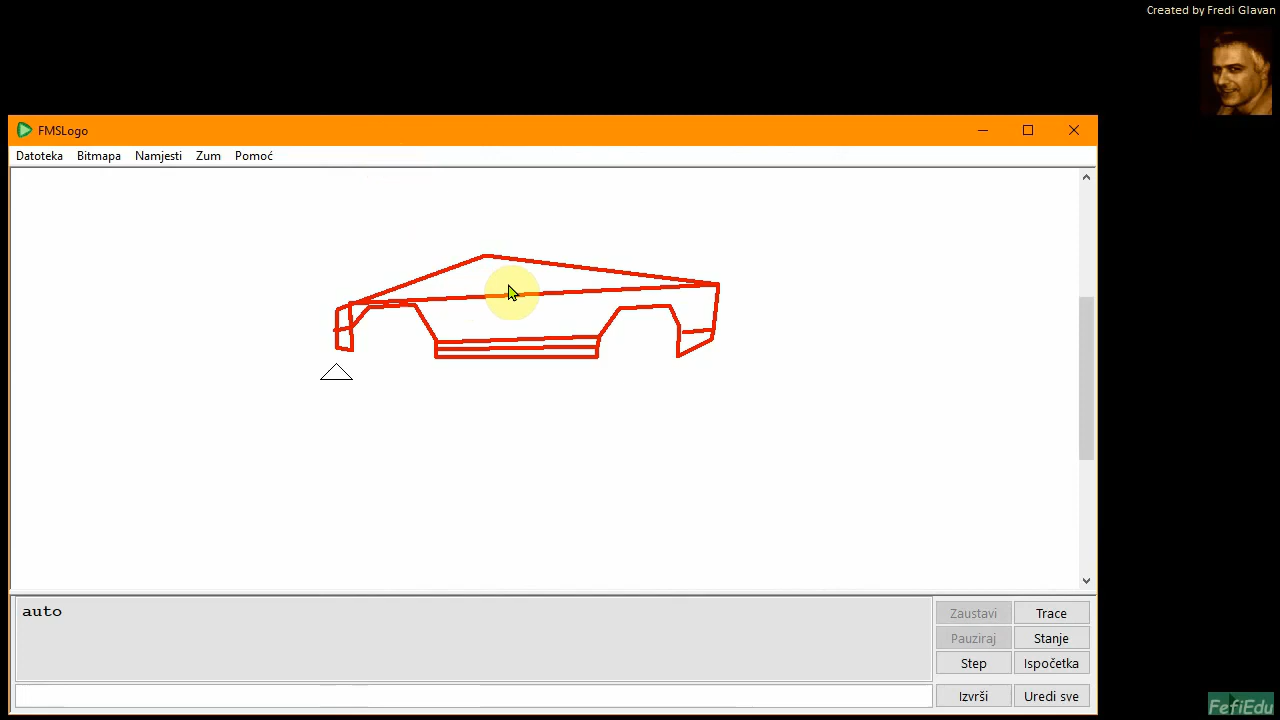 Created by Fredi Glavan
FMSLogo
Datoteka Bitmapa Namjesti Zum Pomoć
auto
Zaustavi Trace
Pauziraj Stanje
Step Ispočetka
Izvrši Uredi sve
FefiEdu